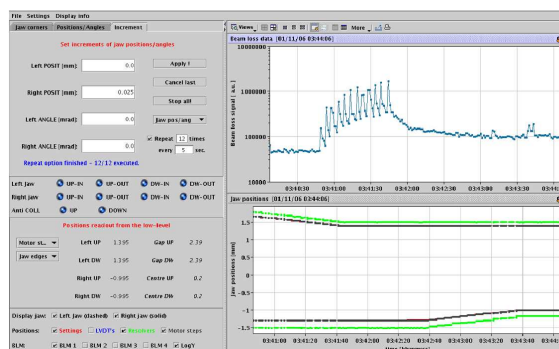 File Settings Display info
Jaw corners Positions/Angles Increment
Set increments of jaw positions/angles
Left POSIT [mm] 0.0 Apply !
Cancel last
Right POSIT [mm] 0.025
Stop all!
Left ANGLE [mrad] 0.0 Jaw pos/ang
Repeat 12 times
Right ANGLE [mrad] 0.0 every 5 sec.
Repeat option finished - 12/12 executed.
Left jaw UP-IN UP-OUT DW-IN DW-OUT
Right jaw UP-IN UP-OUT DW-IN DW-OUT
Anti COLL UP DOWN
Positions readout from the low-level
Motor st... Left UP 1.395 Gap UP 2.39
Jaw edges Left DW 1.395 Gap DW 2.39
Right UP -0.995 Centre UP 0.2
Right DW -0.995 Centre DW 0.2
Display jaw: Left Jaw (dashed) Right jaw (solid)
Positions: Settings LVDT's Resolvers Motor steps
BLM: BLM 1 BLM 2 BLM 3 BLM 4 LogY
Views More
Beam loss data [01/11/06 03:44:06]
Beam loss signal [a.u.]
10000000
1000000
100000
10000
03:40:30 03:41:00 03:41:30 03:42:00 03:42:30 03:43:00 03:43:30 03:44:00
Jaw positions [01/11/06 03:44:06]
Jaw positions [mm]
1.5
1
0.5
0
-0.5
-1
-1.5
03:41:00 03:41:20 03:41:40 03:42:00 03:42:20 03:42:40 03:43:00 03:43:20 03:43:40 03:44: